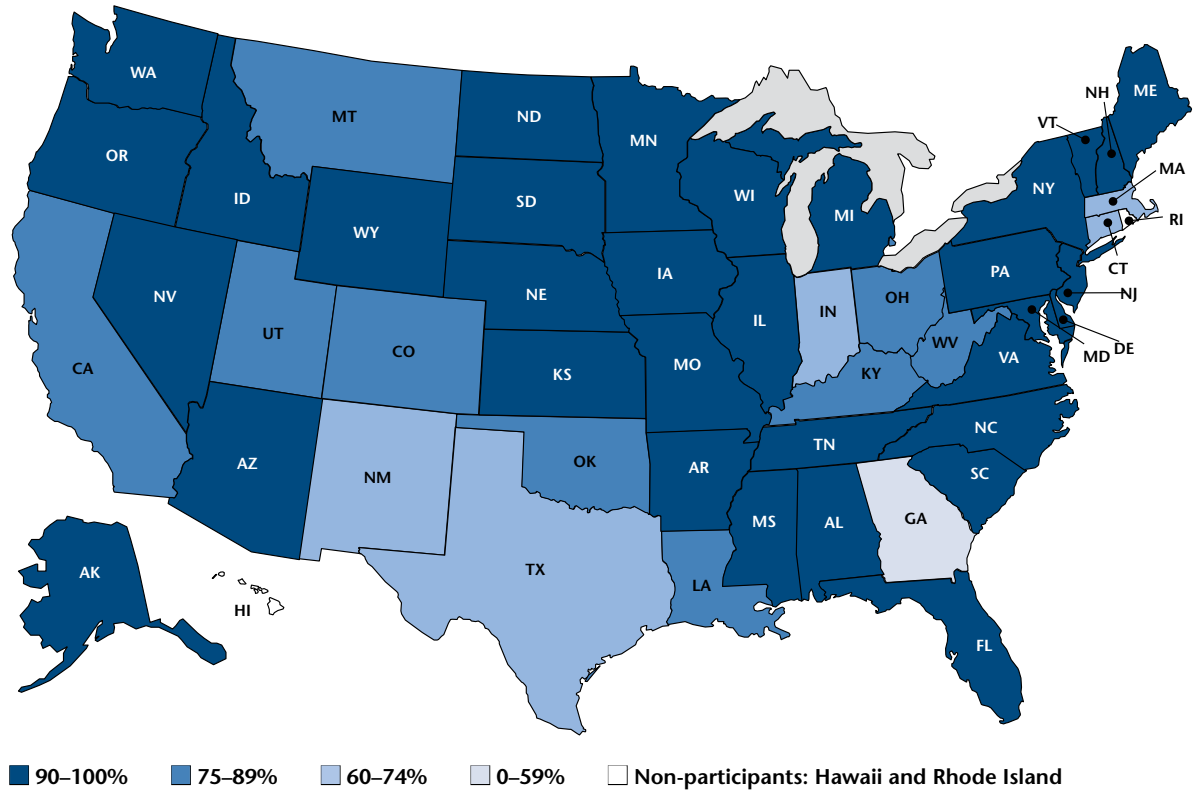 WA
MT
ND
MN
OR
ID
SD
WI
MI
NY
VT
NH
ME
MA
RI
CT
WY
IA
NE
PA
NJ
NV
UT
CO
IL
IN
OH
WV
MD
DE
CA
KS
MO
KY
VA
NC
TN
AZ
NM
OK
AR
SC
MS
AL
GA
TX
LA
AK
HI
FL
90–100%
75–89%
60–74%
0–59%
Non-participants: Hawaii and Rhode Island